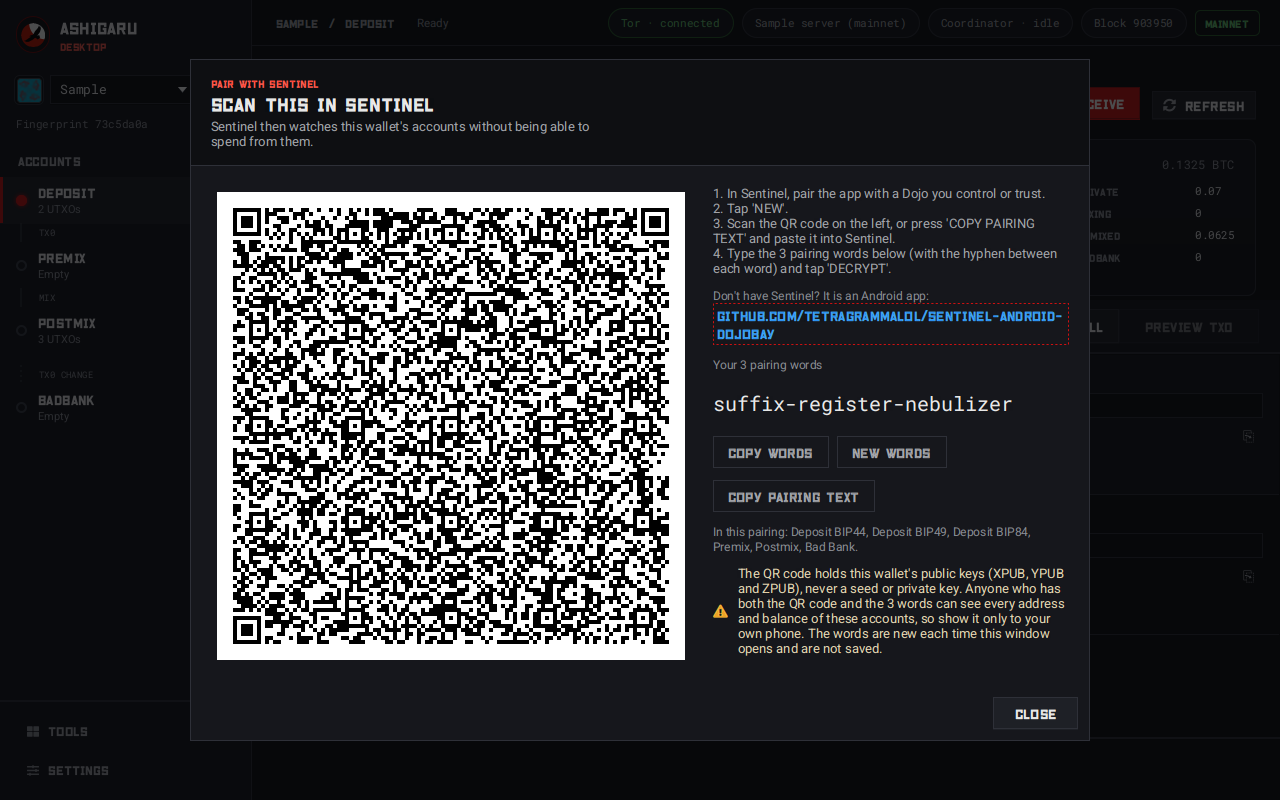 ASHIGARU
DESKTOP
SAMPLE / DEPOSIT Ready
Tor · connected
Sample server (mainnet)
Coordinator · idle
Block 903950
MAINNET
Sample
Fingerprint 73c5da0a
ACCOUNTS
DEPOSIT
2 UTXOs
TX0
PREMIX
Empty
MIX
POSTMIX
3 UTXOs
TX0 CHANGE
BADBANK
Empty
TOOLS
SETTINGS
PAIR WITH SENTINEL
SCAN THIS IN SENTINEL
Sentinel then watches this wallet's accounts without being able to
spend from them.
1. In Sentinel, pair the app with a Dojo you control or trust.
2. Tap 'NEW'.
3. Scan the QR code on the left, or press 'COPY PAIRING
TEXT' and paste it into Sentinel.
4. Type the 3 pairing words below (with the hyphen between
each word) and tap 'DECRYPT'.
Don't have Sentinel? It is an Android app:
GITHUB.COM/TETRAGRAMMALOL/SENTINEL-ANDROID-
DOJOBAY
Your 3 pairing words
suffix-register-nebulizer
COPY WORDS
NEW WORDS
COPY PAIRING TEXT
In this pairing: Deposit BIP44, Deposit BIP49, Deposit BIP84,
Premix, Postmix, Bad Bank.
The QR code holds this wallet's public keys (XPUB, YPUB
and ZPUB), never a seed or private key. Anyone who has
both the QR code and the 3 words can see every address
and balance of these accounts, so show it only to your
own phone. The words are new each time this window
opens and are not saved.
CLOSE
CEIVE
REFRESH
0.1325 BTC
IVATE 0.07
XING 0
MIXED 0.0625
DBANK 0
LL
PREVIEW TX0